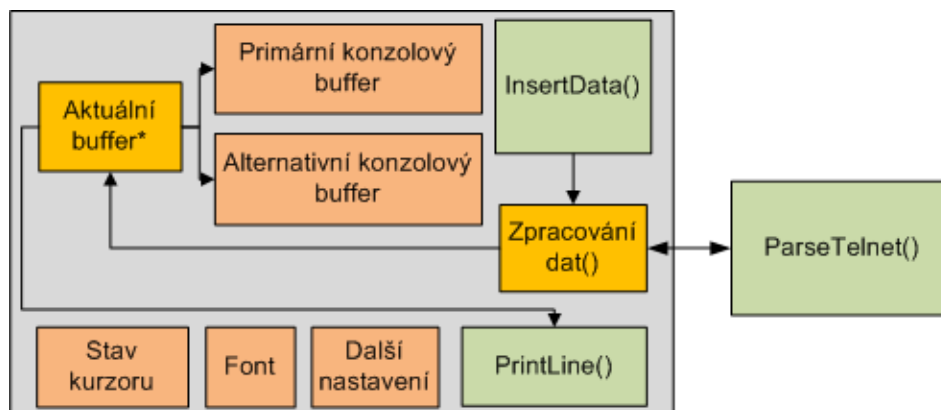 Primární konzolový
buffer
InsertData()
Aktuální
buffer*
Alternativní konzolový
buffer
Zpracování
dat()
ParseTelnet()
Stav
kurzoru
Font
Další
nastavení
PrintLine()